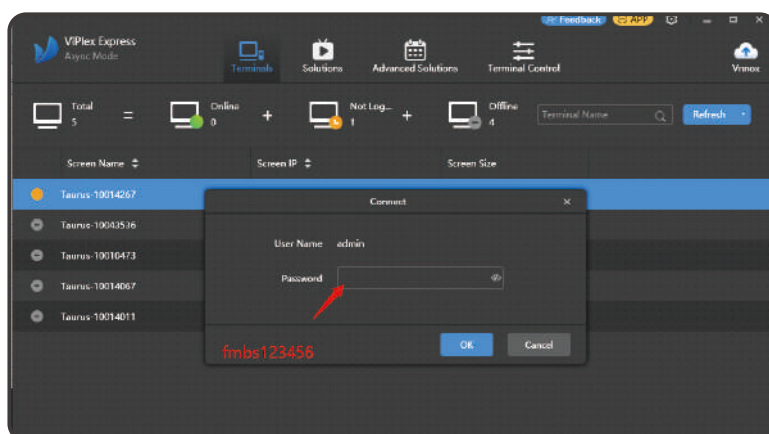 Feedback APP
ViPlex Express
Async Mode
Terminals Solutions Advanced Solutions Terminal Control Vnnox
Total 5 = Online 0 + Not Log... 1 + Offline 4 Terminal Name Refresh
Screen Name Screen IP Screen Size
Taurus-10014267
Connect
Taurus-10043536
User Name admin
Taurus-10010473
Password
Taurus-10014067
Taurus-10014011
OK Cancel
fmbs123456